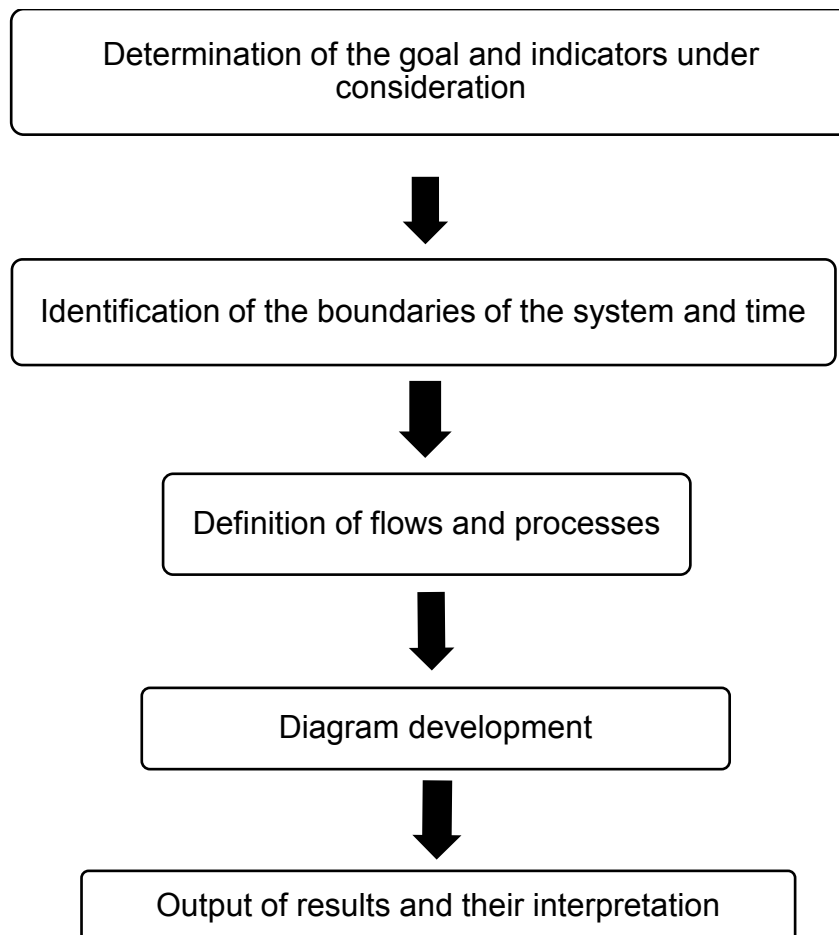 Determination of the goal and indicators under
consideration
Identification of the boundaries of the system and time
Definition of flows and processes
Diagram development
Output of results and their interpretation